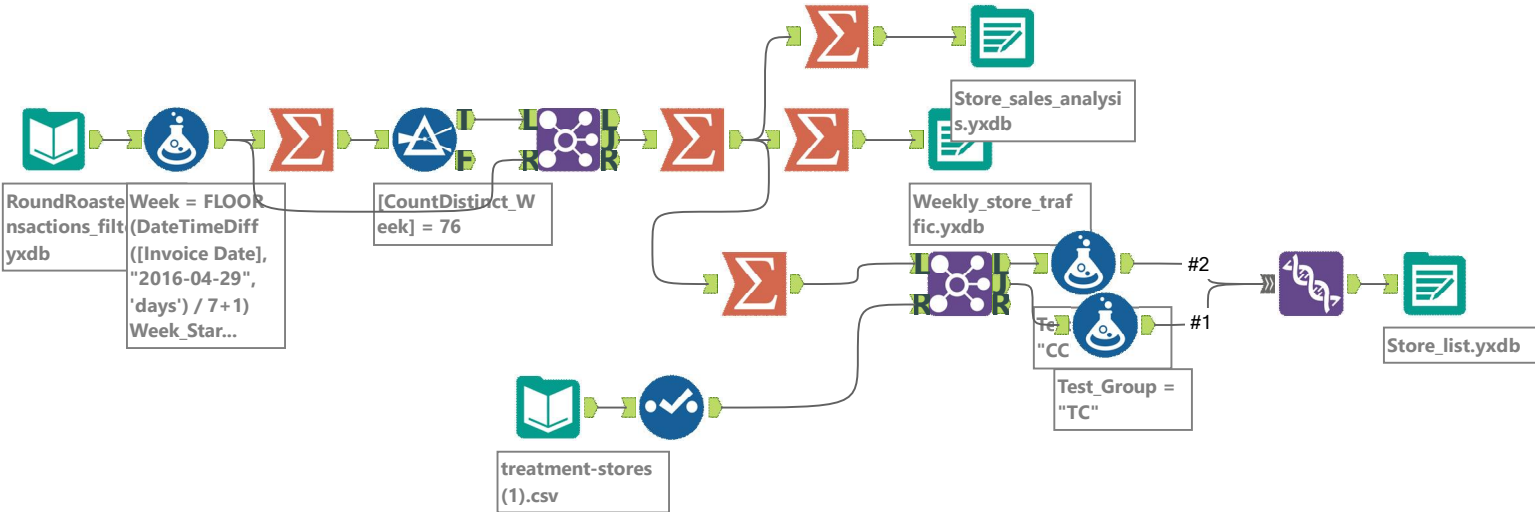 Store_sales_analysi
s.yxdb
T
L
L
J
F
R
R
RoundRoaste
nsactions_filt
yxdb
Week = FLOOR
(DateTimeDiff
([Invoice Date],
"2016-04-29",
'days') / 7+1)
Week_Star...
[CountDistinct_W
eek] = 76
Weekly_store_traf
fic.yxdb
L
L
J
R
R
#2
#1
"CC
Test_Group =
"TC"
Store_list.yxdb
treatment-stores
(1).csv